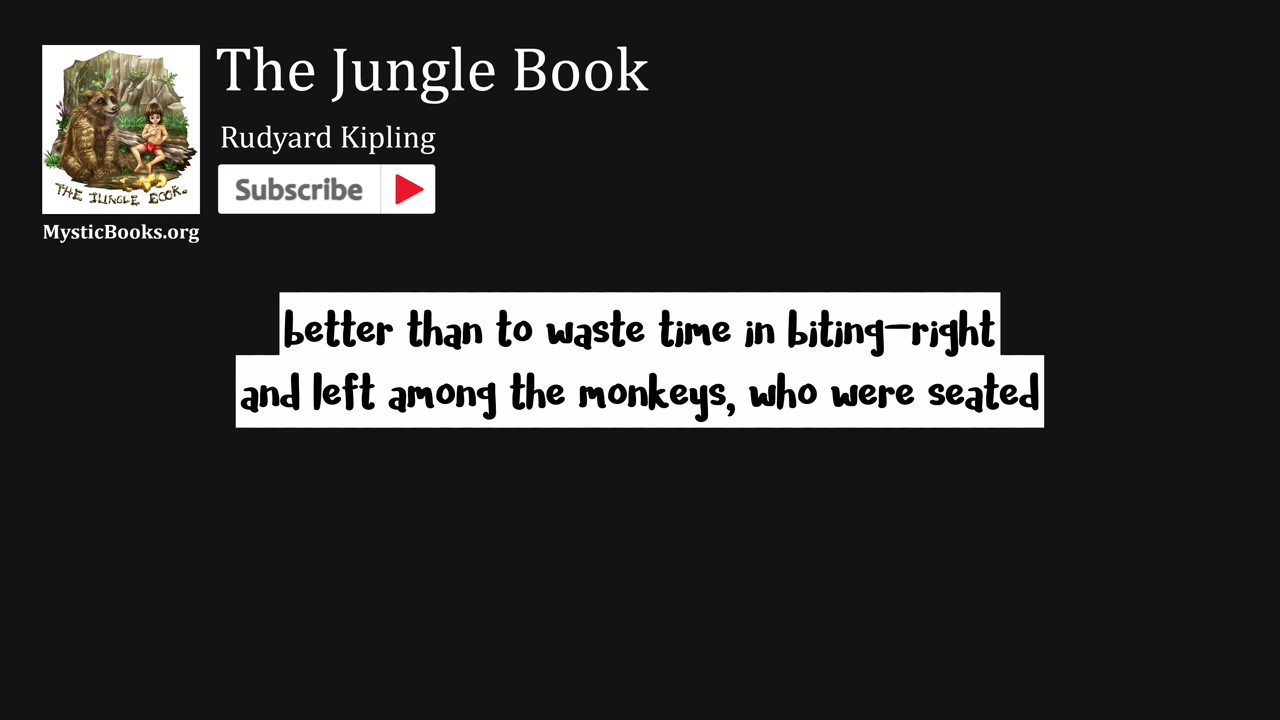 The Jungle Book
Rudyard Kipling
Subscribe
THE JUNGLE BOOK.
MysticBooks.org
better than to waste time in biting—right
and left among the monkeys, who were seated